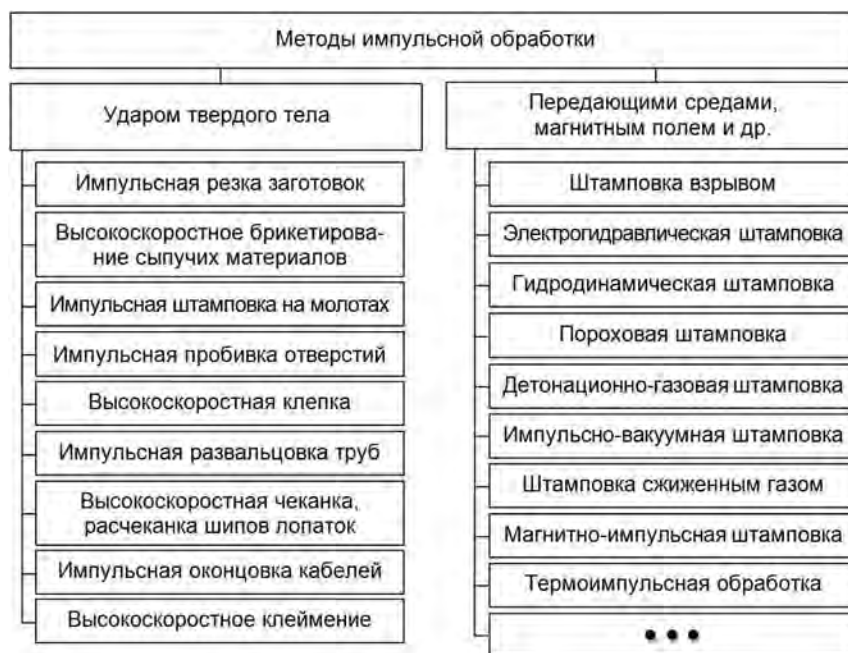 Методы импульсной обработки
Ударом твердого тела
Импульсная резка заготовок
Высокоскоростное брикетирова-
ние сыпучих материалов
Импульсная штамповка на молотах
Импульсная пробивка отверстий
Высокоскоростная клепка
Импульсная развальцовка труб
Высокоскоростная чеканка,
расчеканка шипов лопаток
Импульсная оконцовка кабелей
Высокоскоростное клеймение
Передающими средами,
магнитным полем и др.
Штамповка взрывом
Электрогидравлическая штамповка
Гидродинамическая штамповка
Пороховая штамповка
Детонационно-газовая штамповка
Импульсно-вакуумная штамповка
Штамповка сжиженным газом
Магнитно-импульсная штамповка
Термоимпульсная обработка
• • •